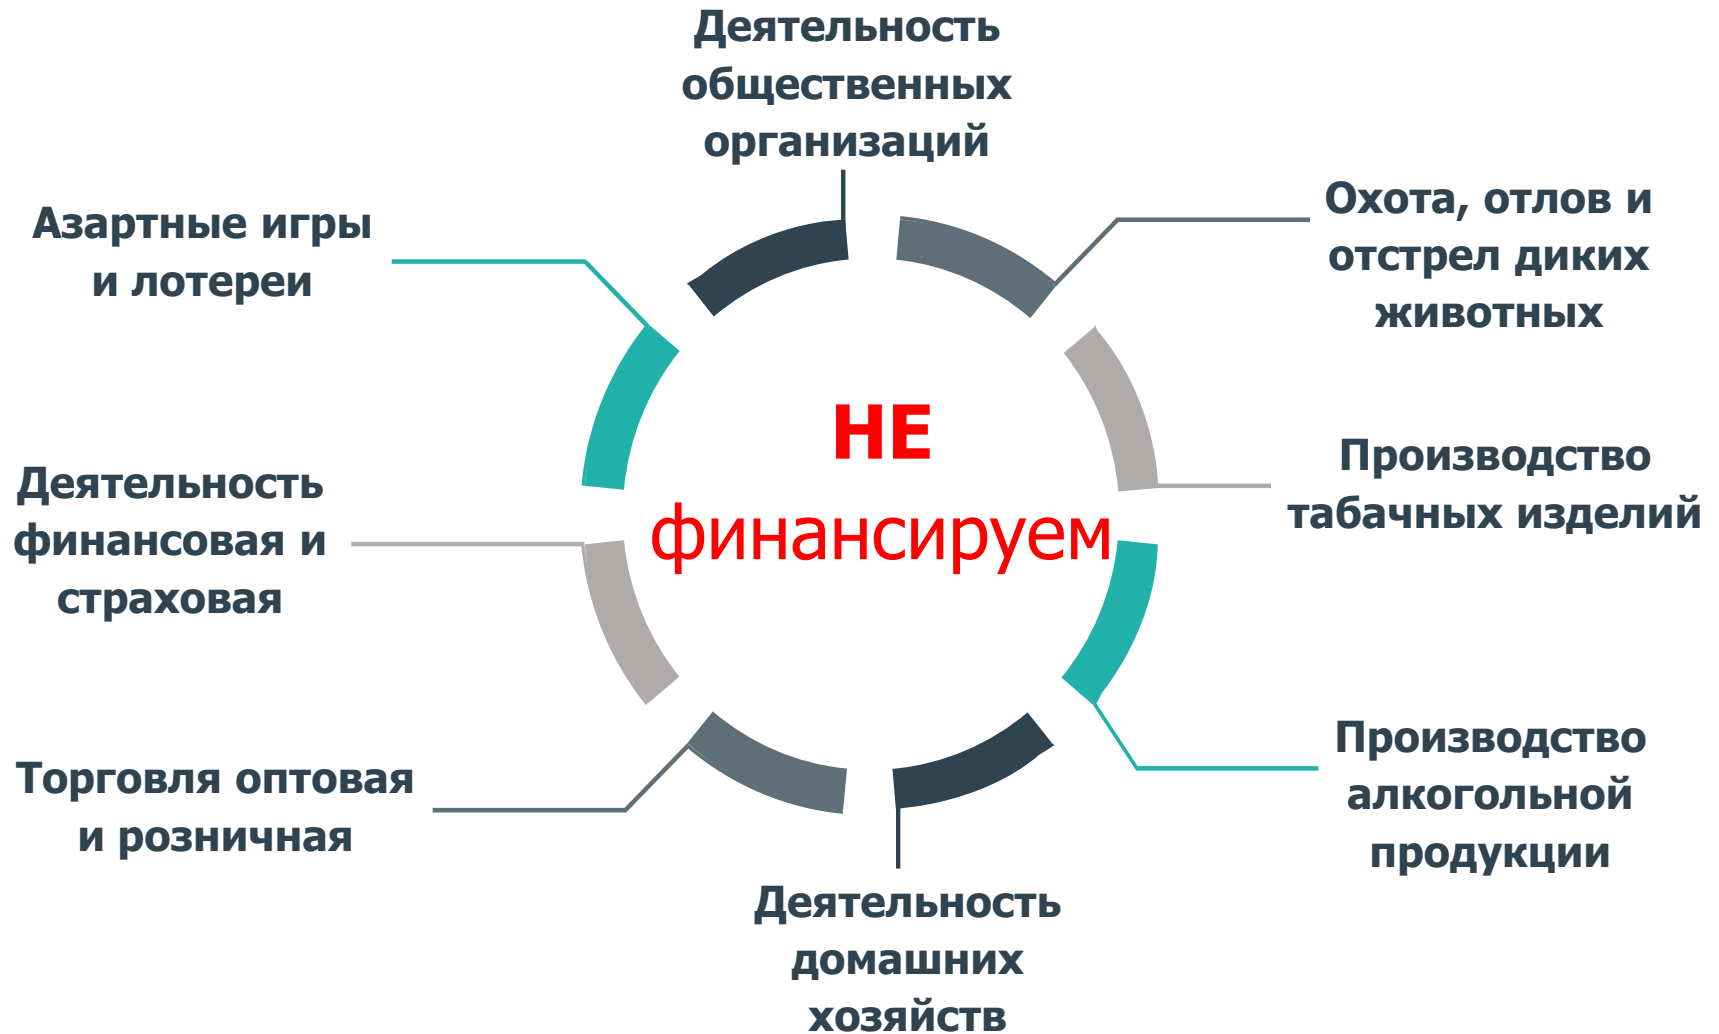 Деятельность
общественных
организаций
Охота, отлов и
отстрел диких
животных
Производство
табачных изделий
Производство
алкогольной
продукции
Деятельность
домашних
хозяйств
Торговля оптовая
и розничная
Деятельность
финансовая и
страховая
Азартные игры
и лотереи
НЕ
финансируем